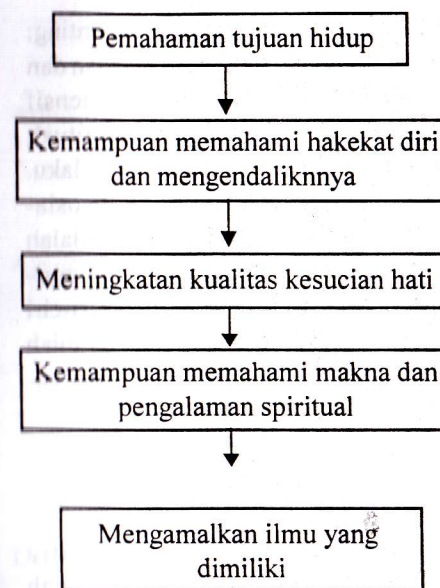 Pemahaman tujuan hidup
Kemampuan memahami hakekat diri
dan mengendaliknnya
Meningkatan kualitas kesucian hati
Kemampuan memahami makna dan
pengalaman spiritual
Mengamalkan ilmu yang
dimiliki